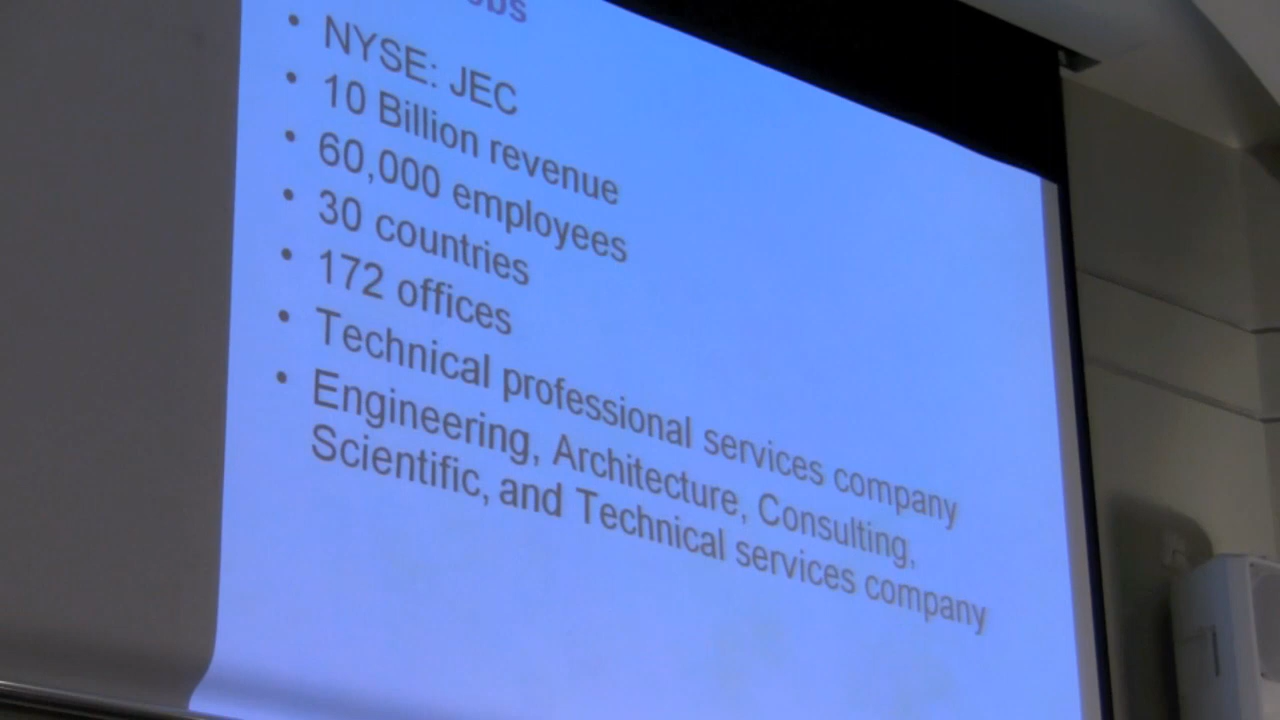 • NYSE: JEC
• 10 Billion revenue
• 60,000 employees
• 30 countries
• 172 offices
• Technical professional services company
• Engineering, Architecture, Consulting,
Scientific, and Technical services company